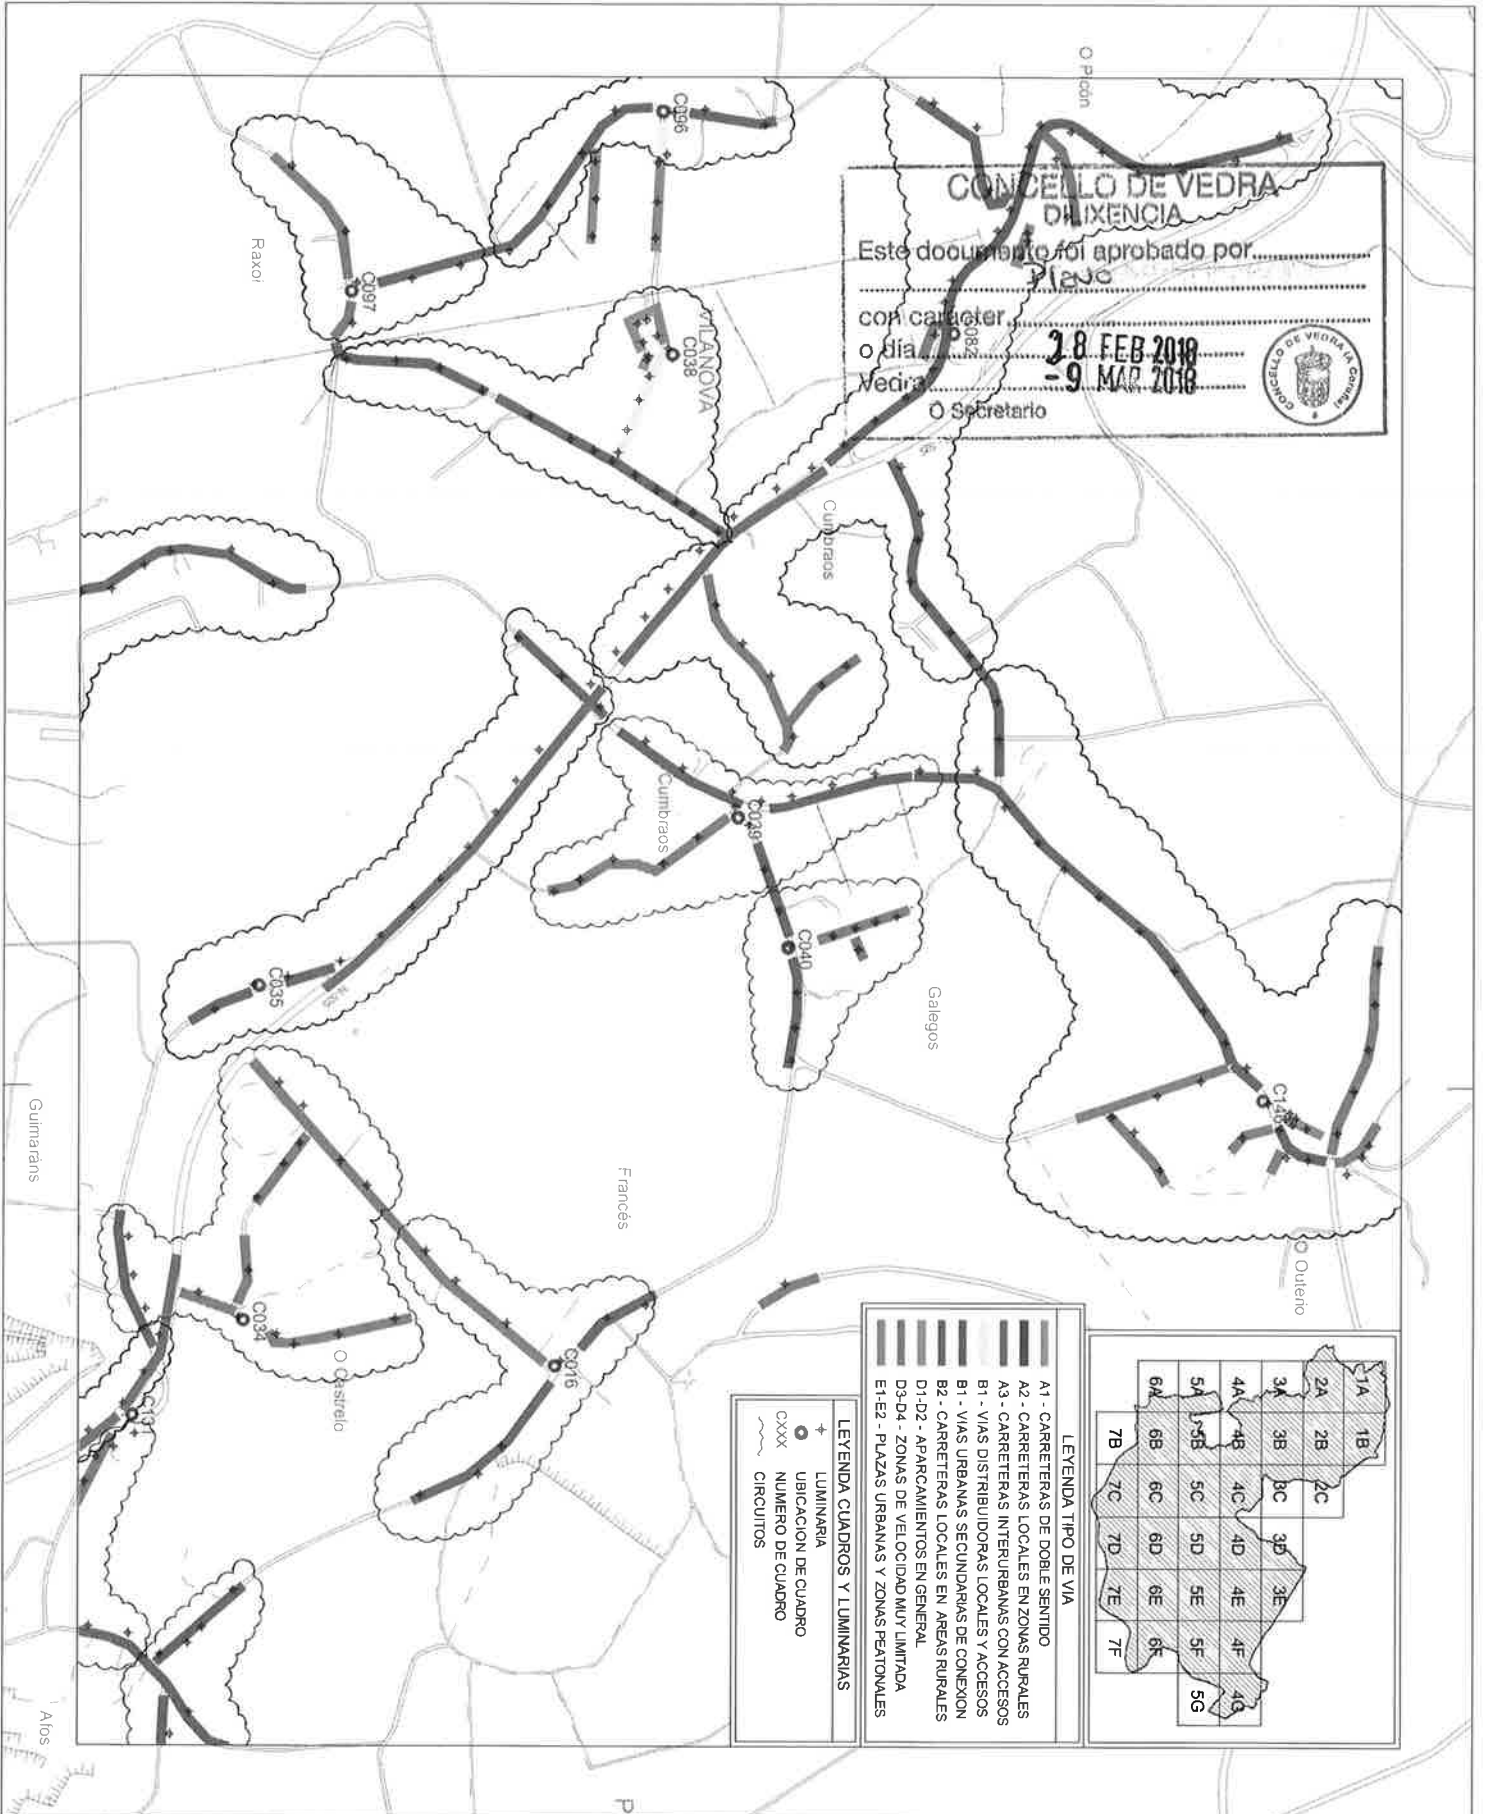 O Picón
CONCELLO DE VEDRA
DILIXENCIA
Este documento foi aprobado por
Pleno
con carácter
o día 28 FEB 2018
Vedra -9 MAR 2018
O Secretario
CONCELLO DE VEDRA (A Coruña)
C096
Raxoi
C097
VILANOVA
C038
C082
Cumbraos
Cumbraos
C039
C040
Galegos
C035
C146
O Outeiro
Guimaráns
Francés
C034
O Castrelo
C016
Afos
P
1A
1B
2A
2B
2C
3A
3B
3C
3D
3E
4A
4B
4C
4D
4E
4F
4G
5A
5B
5C
5D
5E
5F
5G
6A
6B
6C
6D
6E
6F
7B
7C
7D
7E
7F
LEYENDA TIPO DE VIA
A1 - CARRETERAS DE DOBLE SENTIDO
A2 - CARRETERAS LOCALES EN ZONAS RURALES
A3 - CARRETERAS INTERURBANAS CON ACCESOS
B1 - VIAS DISTRIBUIDORAS LOCALES Y ACCESOS
B1 - VIAS URBANAS SECUNDARIAS DE CONEXION
B2 - CARRETERAS LOCALES EN AREAS RURALES
D1-D2 - APARCAMIENTOS EN GENERAL
D3-D4 - ZONAS DE VELOCIDAD MUY LIMITADA
E1-E2 - PLAZAS URBANAS Y ZONAS PEATONALES
LEYENDA CUADROS Y LUMINARIAS
LUMINARIA
UBICACION DE CUADRO
CXXX NUMERO DE CUADRO
CIRCUITOS